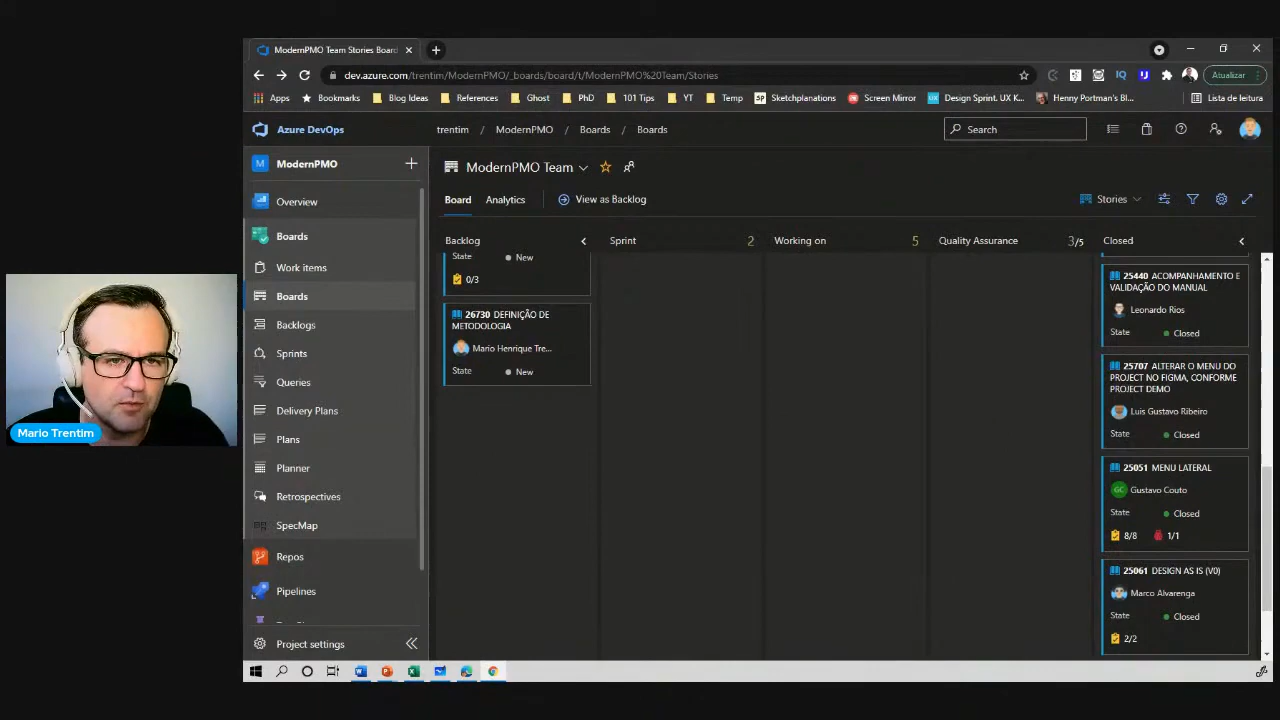 ModernPMO Team Stories Board
dev.azure.com/trentim/ModernPMO/_boards/board/t/ModernPMO%20Team/Stories
Atualizar
Apps
Bookmarks
Blog Ideas
References
Ghost
PhD
101 Tips
YT
Temp
Sketchplanations
Screen Mirror
Design Sprint. UX K...
Henny Portman's Bl...
Lista de leitura
Azure DevOps
trentim / ModernPMO / Boards / Boards
Search
M ModernPMO
ModernPMO Team
Overview
Board
Analytics
View as Backlog
Stories
Boards
Work items
Boards
Backlogs
Sprints
Queries
Delivery Plans
Plans
Planner
Retrospectives
SpecMap
Repos
Pipelines
Project settings
Backlog
Sprint 2
Working on 5
Quality Assurance 3/5
Closed
State New
0/3
26730 DEFINIÇÃO DE
METODOLOGIA
Mario Henrique Tre...
State New
25440 ACOMPANHAMENTO E
VALIDAÇÃO DO MANUAL
Leonardo Rios
State Closed
25707 ALTERAR O MENU DO
PROJECT NO FIGMA, CONFORME
PROJECT DEMO
Luis Gustavo Ribeiro
State Closed
25051 MENU LATERAL
GC Gustavo Couto
State Closed
8/8 1/1
25061 DESIGN AS IS (V0)
Marco Alvarenga
State Closed
2/2
Mario Trentim